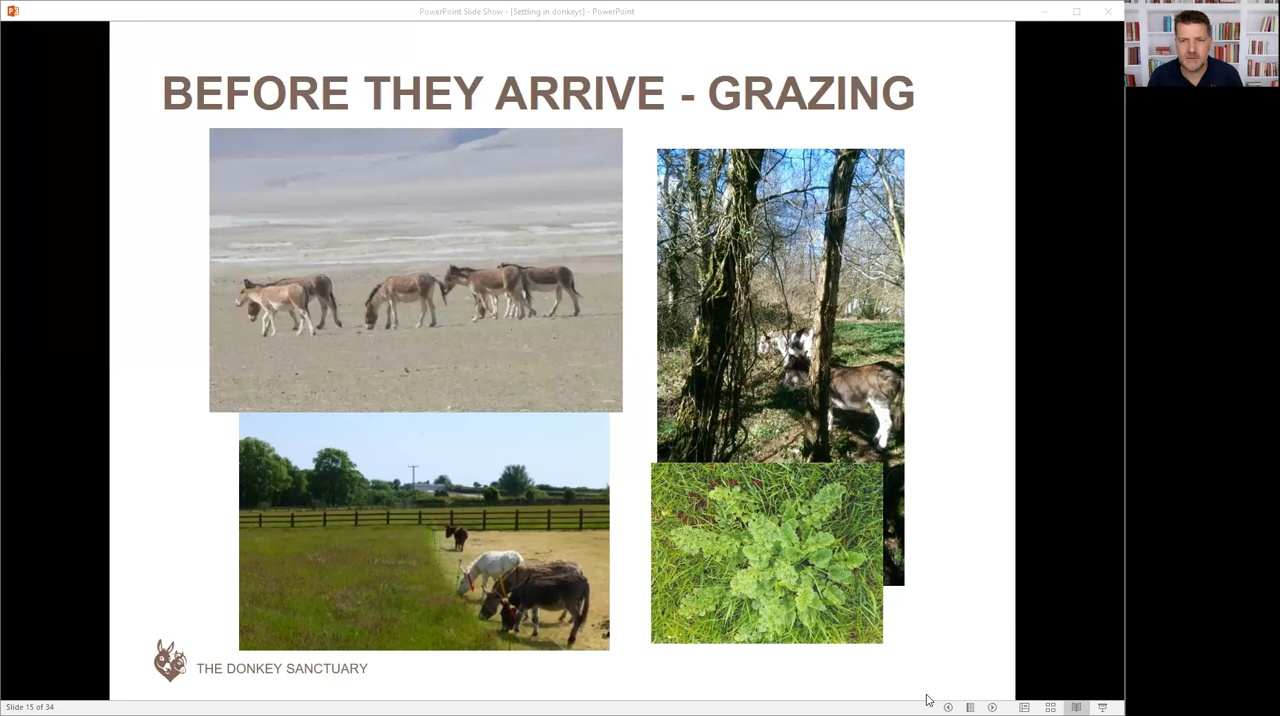 PowerPoint Slide Show - [Settling in donkeys] - PowerPoint
BEFORE THEY ARRIVE - GRAZING
THE DONKEY SANCTUARY
Slide 15 of 34